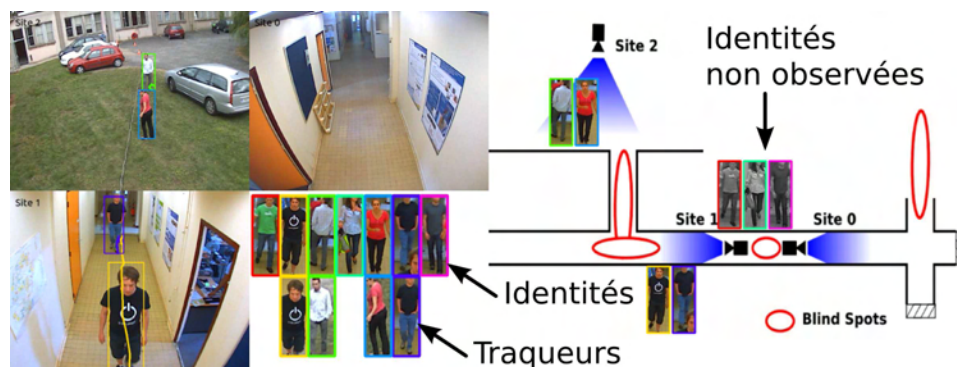 Site 2
Site 0
Site 2
Identités
non observées
Site 1
Site 1
Site 0
Identités
Blind Spots
Traqueurs